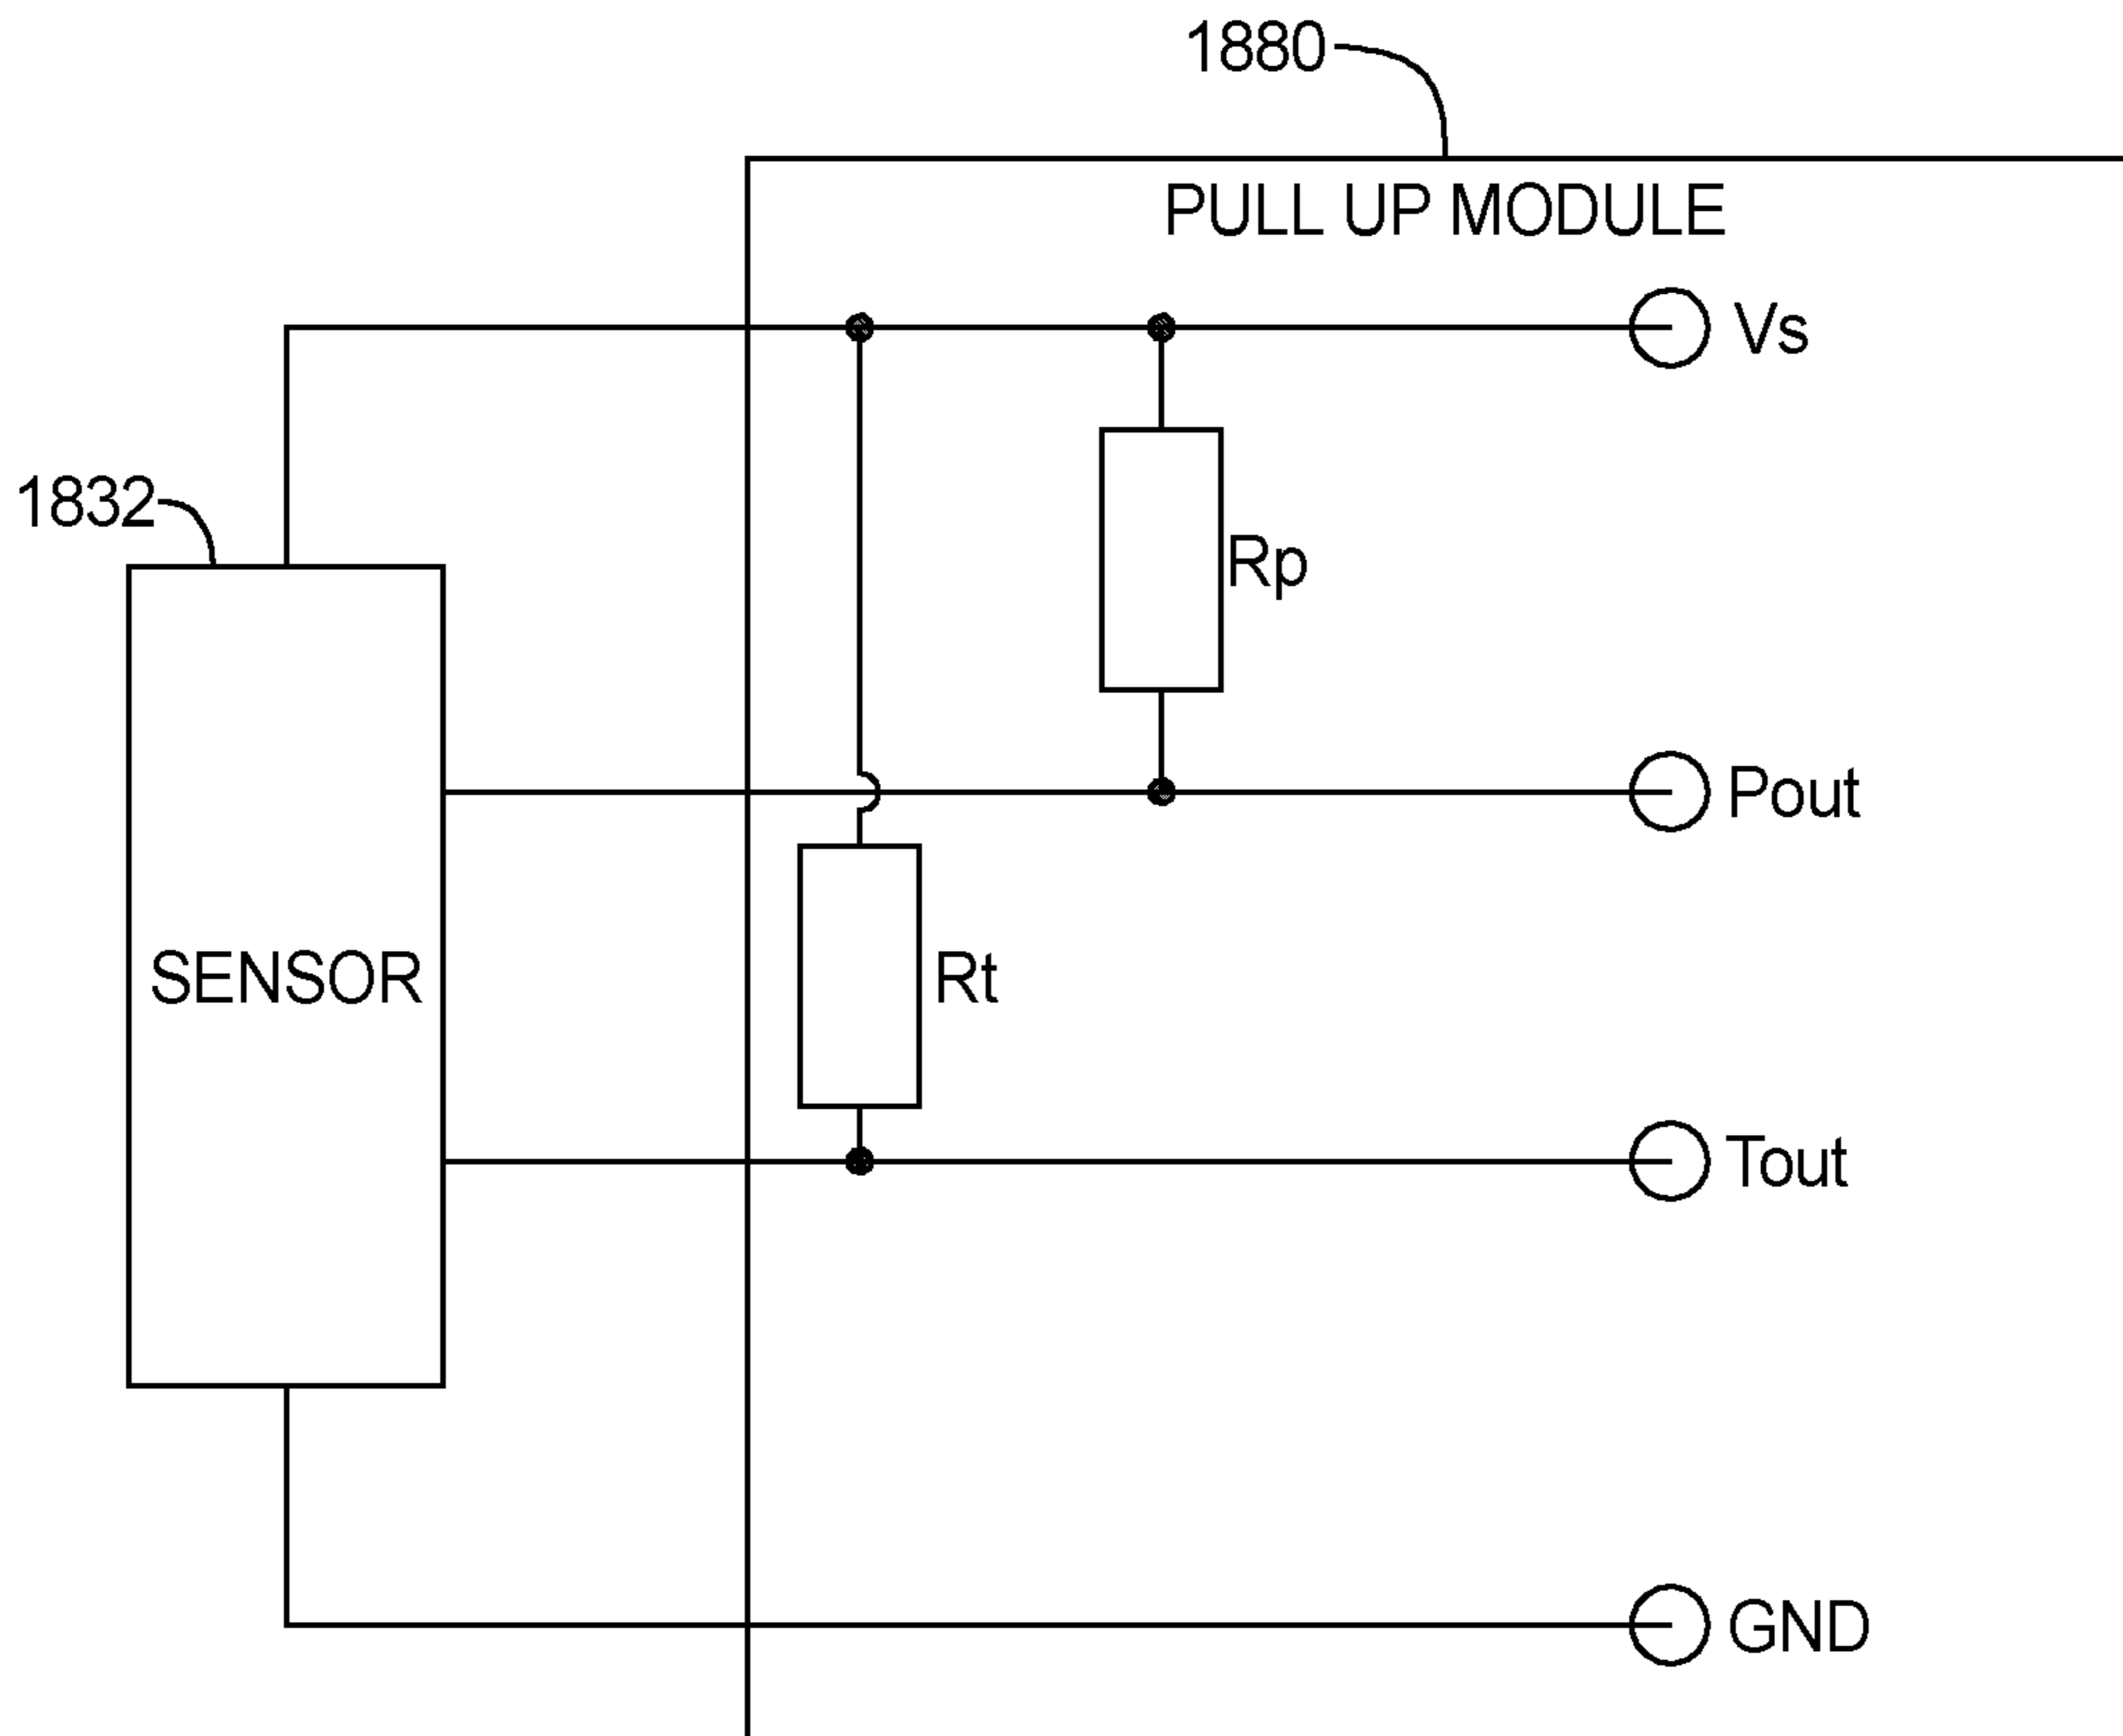 1880
PULL UP MODULE
Vs
1832
Rp
Pout
SENSOR
Rt
Tout
GND